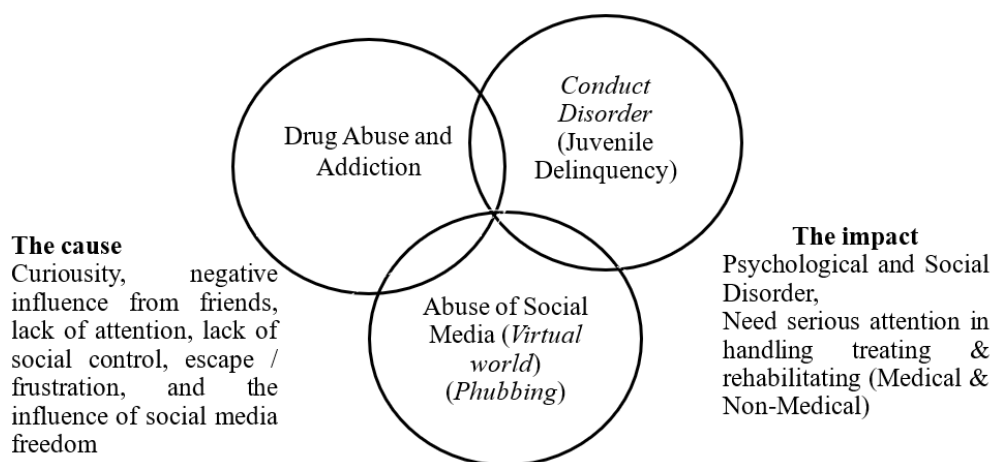 Drug Abuse and
Addiction
Conduct
Disorder
(Juvenile
Delinquency)
Abuse of Social
Media (Virtual
world)
(Phubbing)
The cause
Curiousity, negative
influence from friends,
lack of attention, lack of
social control, escape /
frustration, and the
influence of social media
freedom
The impact
Psychological and Social
Disorder,
Need serious attention in
handling treating &
rehabilitating (Medical &
Non-Medical)